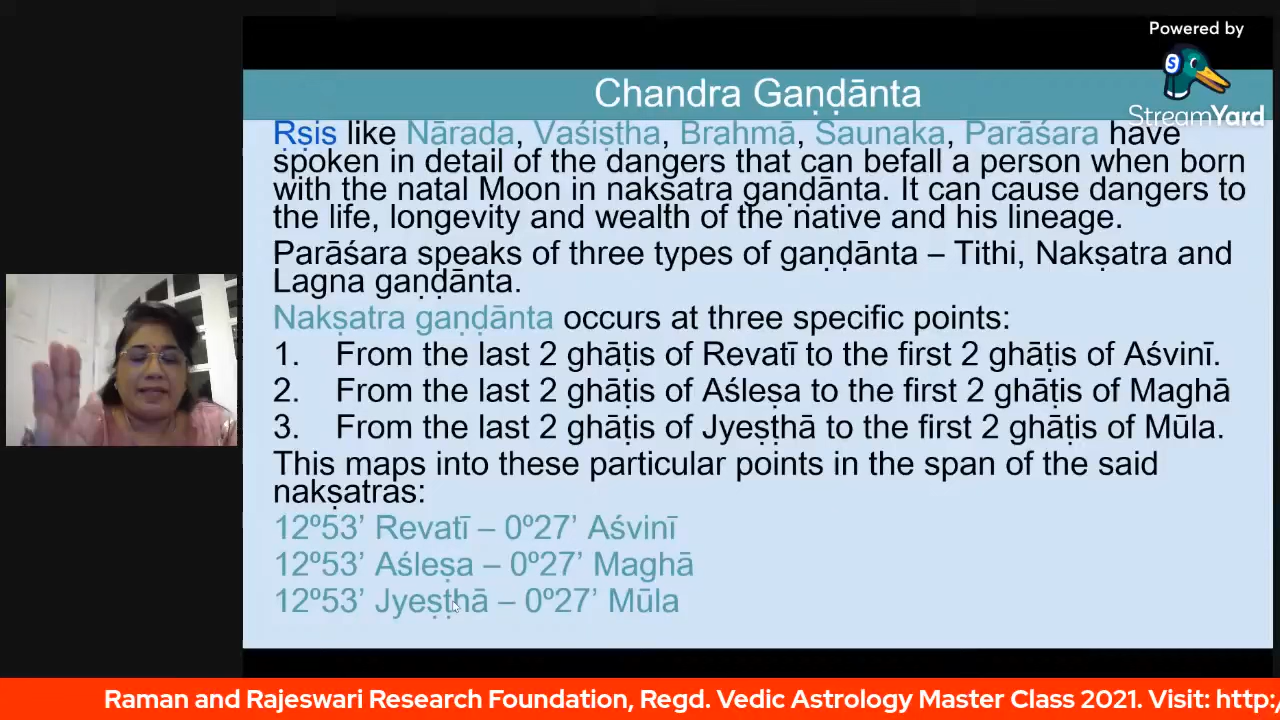 Powered by
StreamYard
Chandra Gaṇḍānta
Ṛṣis like Nārada, Vaśiṣṭha, Brahmā, Śaunaka, Parāśara have
spoken in detail of the dangers that can befall a person when born
with the natal Moon in nakṣatra gaṇḍānta. It can cause dangers to
the life, longevity and wealth of the native and his lineage.
Parāśara speaks of three types of gaṇḍānta – Tithi, Nakṣatra and
Lagna gaṇḍānta.
Nakṣatra gaṇḍānta occurs at three specific points:
1. From the last 2 ghāṭis of Revatī to the first 2 ghāṭis of Aśvinī.
2. From the last 2 ghāṭis of Aśleṣa to the first 2 ghāṭis of Maghā
3. From the last 2 ghāṭis of Jyeṣṭhā to the first 2 ghāṭis of Mūla.
This maps into these particular points in the span of the said
nakṣatras:
12º53’ Revatī – 0º27’ Aśvinī
12º53’ Aśleṣa – 0º27’ Maghā
12º53’ Jyeṣṭhā – 0º27’ Mūla
Raman and Rajeswari Research Foundation, Regd. Vedic Astrology Master Class 2021. Visit: http:/